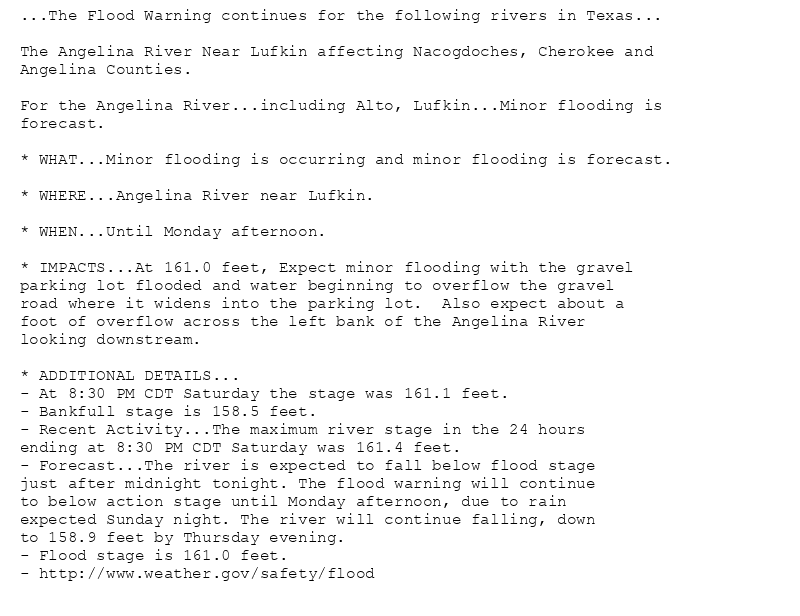 ...The Flood Warning continues for the following rivers in Texas...
The Angelina River Near Lufkin affecting Nacogdoches, Cherokee and
Angelina Counties.
For the Angelina River...including Alto, Lufkin...Minor flooding is
forecast.
* WHAT...Minor flooding is occurring and minor flooding is forecast.
* WHERE...Angelina River near Lufkin.
* WHEN...Until Monday afternoon.
* IMPACTS...At 161.0 feet, Expect minor flooding with the gravel
parking lot flooded and water beginning to overflow the gravel
road where it widens into the parking lot.  Also expect about a
foot of overflow across the left bank of the Angelina River
looking downstream.
* ADDITIONAL DETAILS...
- At 8:30 PM CDT Saturday the stage was 161.1 feet.
- Bankfull stage is 158.5 feet.
- Recent Activity...The maximum river stage in the 24 hours
ending at 8:30 PM CDT Saturday was 161.4 feet.
- Forecast...The river is expected to fall below flood stage
just after midnight tonight. The flood warning will continue
to below action stage until Monday afternoon, due to rain
expected Sunday night. The river will continue falling, down
to 158.9 feet by Thursday evening.
- Flood stage is 161.0 feet.
- http://www.weather.gov/safety/flood